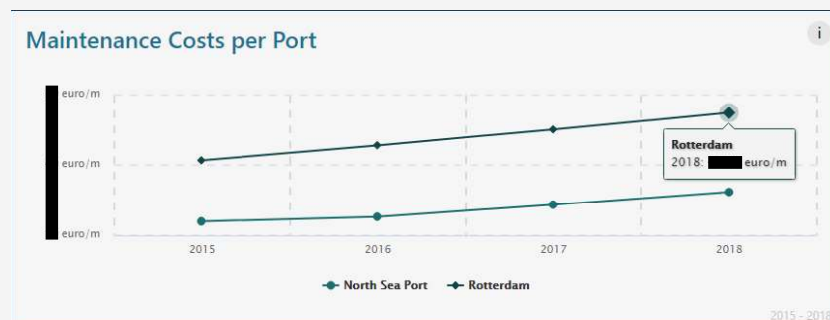 Maintenance Costs per Port
i
euro/m
euro/m
euro/m
Rotterdam
2018: euro/m
2015 2016 2017 2018
North Sea Port Rotterdam
2015 - 2018